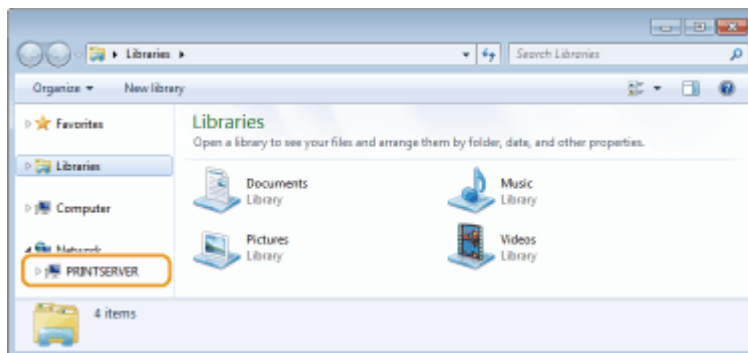 Libraries
Search Libraries
Organize
New library
Favorites
Libraries
Computer
Network
PRINTSERVER
Libraries
Open a library to see your files and arrange them by folder, date, and other properties.
Documents
Library
Music
Library
Pictures
Library
Videos
Library
4 items